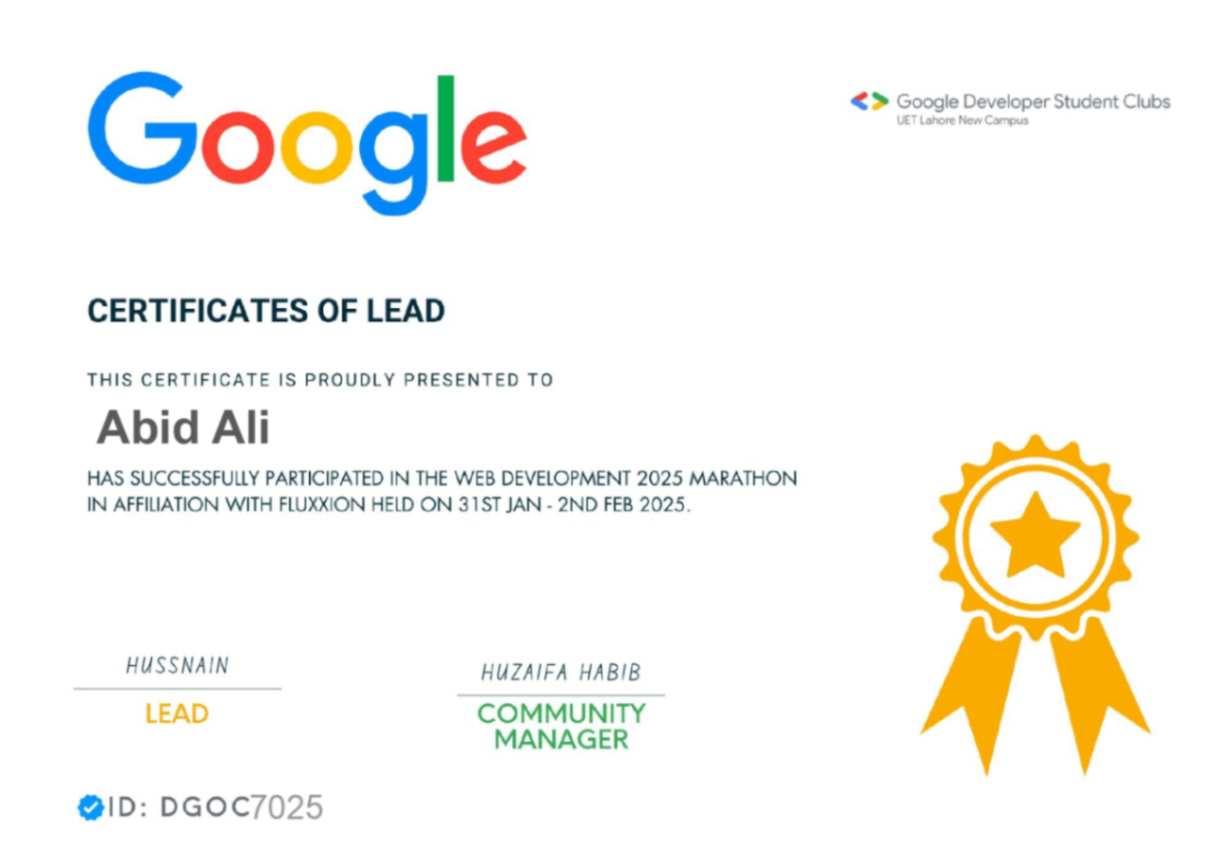 Google
Google Developer Student Clubs
UET Lahore New Campus
CERTIFICATES OF LEAD
THIS CERTIFICATE IS PROUDLY PRESENTED TO
Abid Ali
HAS SUCCESSFULLY PARTICIPATED IN THE WEB DEVELOPMENT 2025 MARATHON
IN AFFILIATION WITH FLUXXION HELD ON 31ST JAN - 2ND FEB 2025.
HUSSNAIN
LEAD
HUZAIFA HABIB
COMMUNITY
MANAGER
ID: DGOC7025